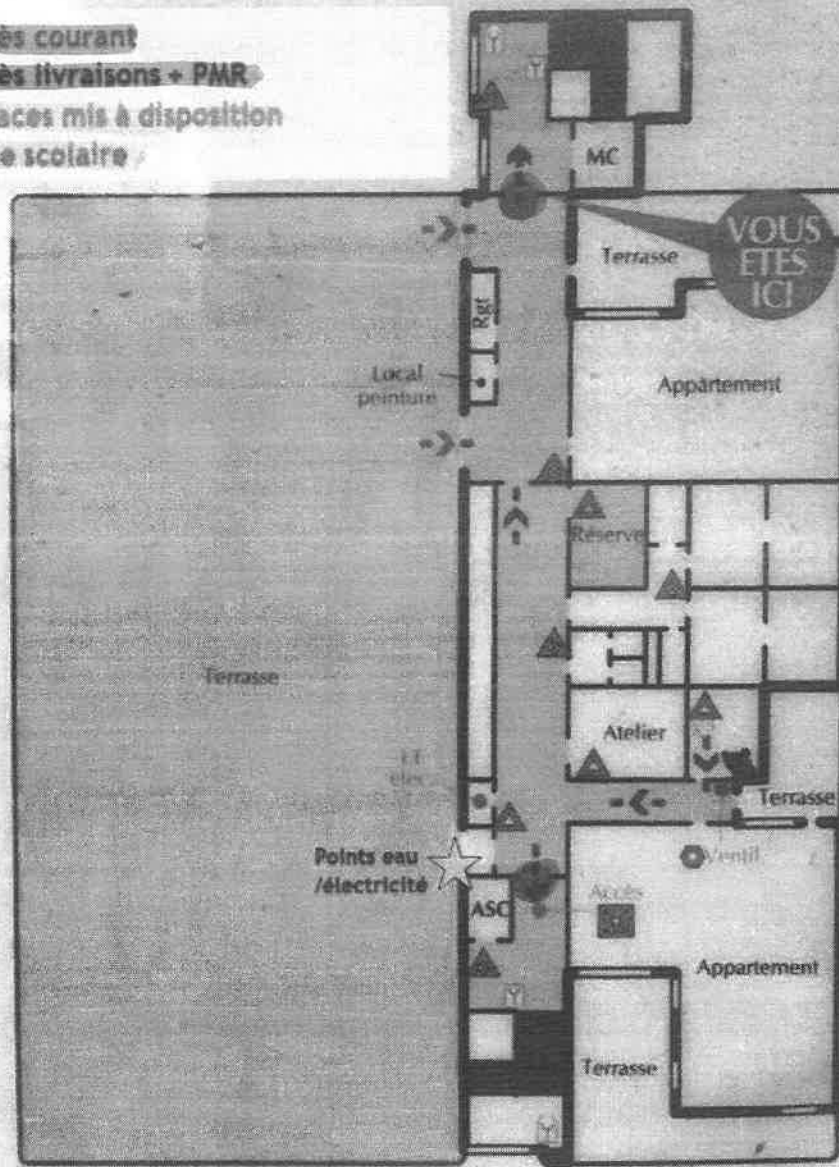 ès courant
ès livraisons + PMR
aces mis à disposition
e scolaire
MC
VOUS
ETES
ICI
Terrasse
Rgt
Local
peinture
Appartement
Réserve
Terrasse
Atelier
élec
Terrasse
Points eau
/électricité
Ventil
Accès
ASC
Appartement
Terrasse